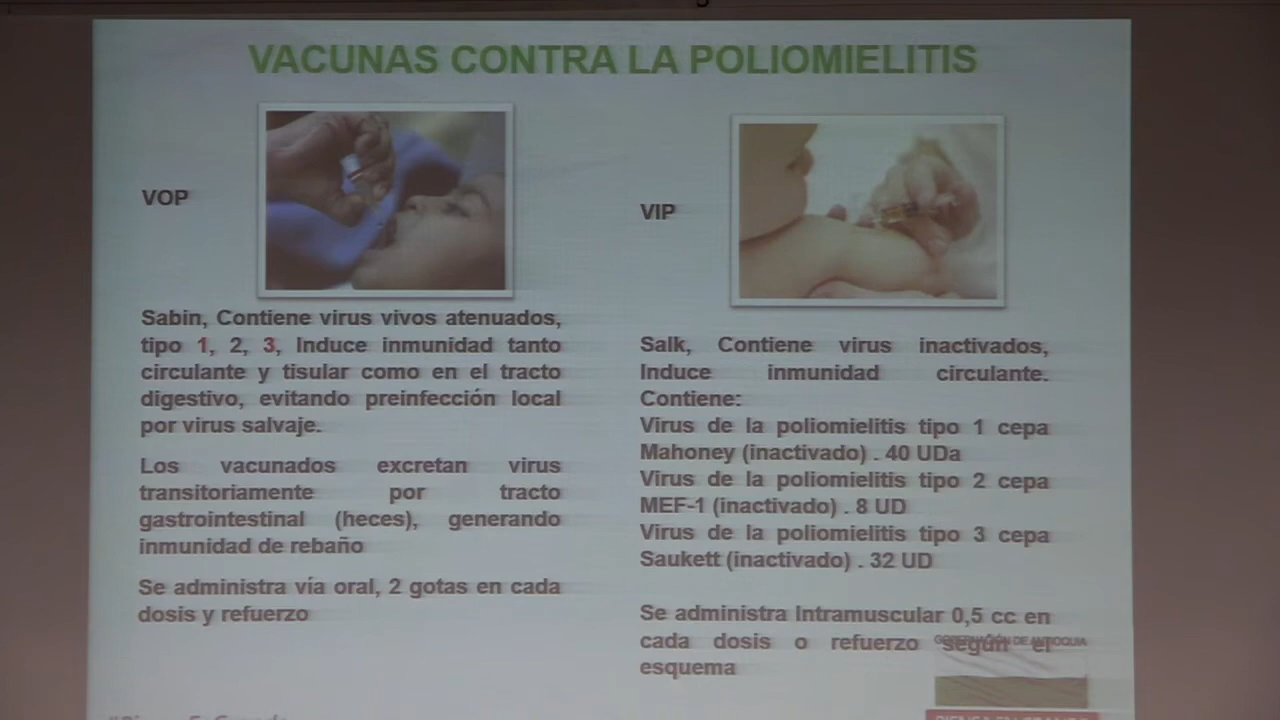 VACUNAS CONTRA LA POLIOMIELITIS
VOP
Sabin, Contiene virus vivos atenuados,
tipo 1, 2, 3, Induce inmunidad tanto
circulante y tisular como en el tracto
digestivo, evitando preinfección local
por virus salvaje.
Los vacunados excretan virus
transitoriamente por tracto
gastrointestinal (heces), generando
inmunidad de rebaño
Se administra vía oral, 2 gotas en cada
dosis y refuerzo
VIP
Salk, Contiene virus inactivados,
Induce inmunidad circulante.
Contiene:
Virus de la poliomielitis tipo 1 cepa
Mahoney (inactivado) . 40 UDa
Virus de la poliomielitis tipo 2 cepa
MEF-1 (inactivado) . 8 UD
Virus de la poliomielitis tipo 3 cepa
Saukett (inactivado) . 32 UD
Se administra Intramuscular 0,5 cc en
cada dosis o refuerzo según el
esquema
GOBERNACIÓN DE ANTIOQUIA